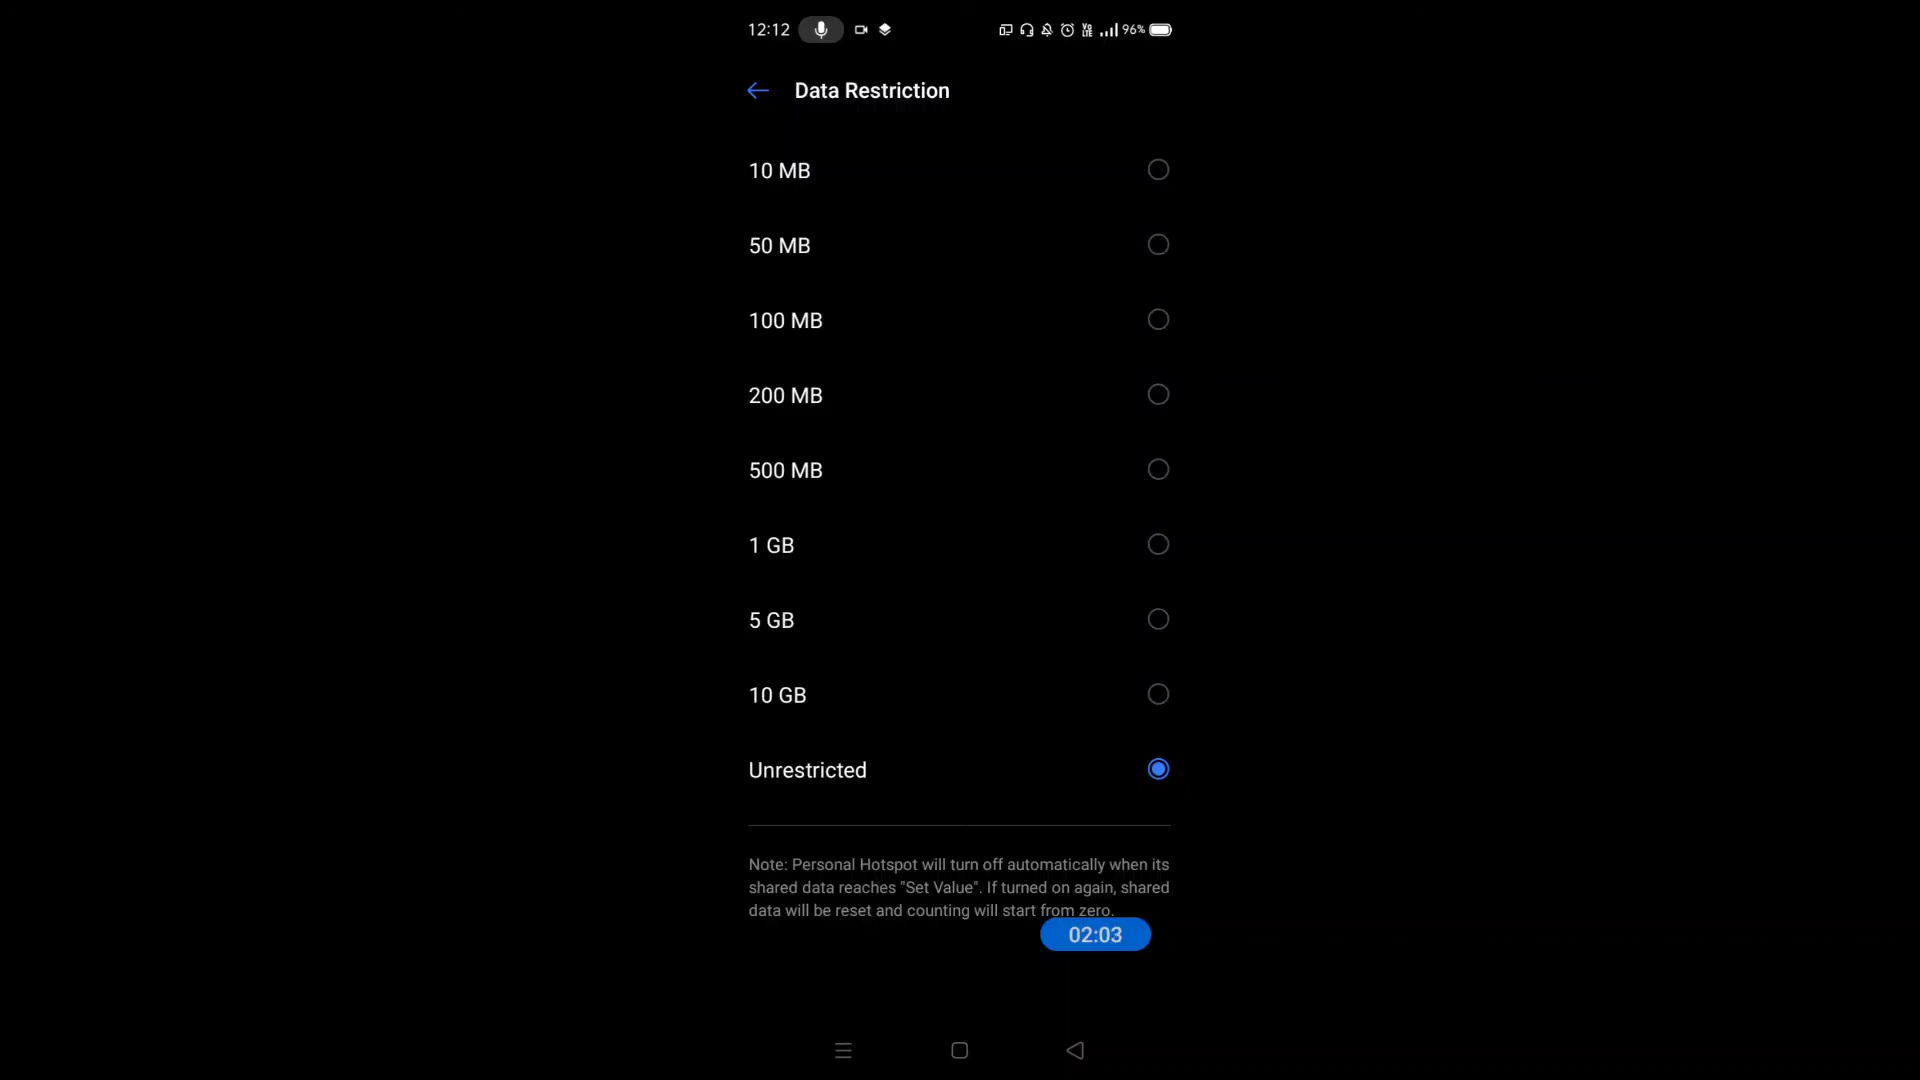 12:12 VO LTE 96%
Data Restriction
10 MB
50 MB
100 MB
200 MB
500 MB
1 GB
5 GB
10 GB
Unrestricted
Note: Personal Hotspot will turn off automatically when its
shared data reaches "Set Value". If turned on again, shared
data will be reset and counting will start from zero.
02:03